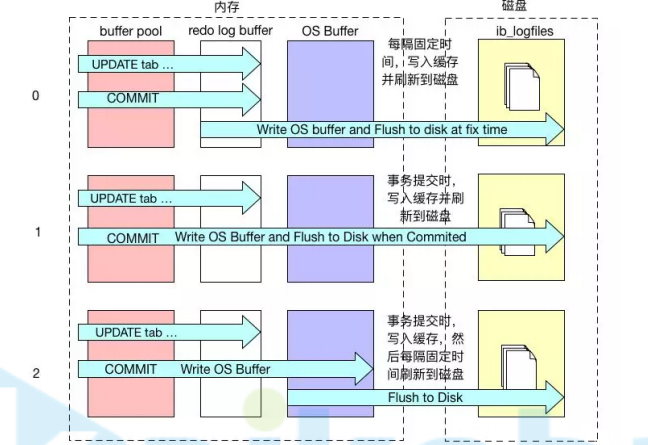 内存
磁盘
buffer pool
redo log buffer
OS Buffer
ib_logfiles
0
UPDATE tab ...
COMMIT
每隔固定时
间，写入缓存
并刷新到磁盘
Write OS buffer and Flush to disk at fix time
1
UPDATE tab ...
事务提交时，
写入缓存并刷
新到磁盘
COMMIT Write OS Buffer and Flush to Disk when Commited
2
UPDATE tab ...
COMMIT Write OS Buffer
事务提交时，
写入缓存，然
后每隔固定时
间刷新到磁盘
Flush to Disk